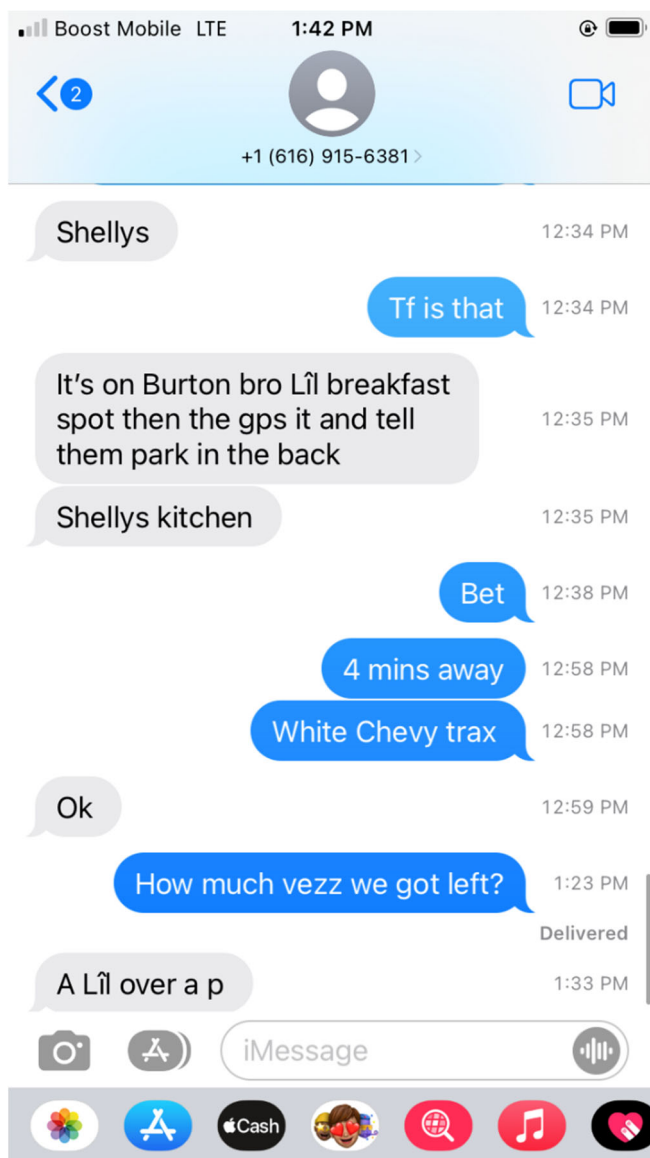 Boost Mobile LTE 1:42 PM
2
+1 (616) 915-6381
Shellys 12:34 PM
Tf is that 12:34 PM
It's on Burton bro Lîl breakfast
spot then the gps it and tell
them park in the back
12:35 PM
Shellys kitchen 12:35 PM
Bet 12:38 PM
4 mins away 12:58 PM
White Chevy trax 12:58 PM
Ok 12:59 PM
How much vezz we got left? 1:23 PM
Delivered
A Lîl over a p 1:33 PM
iMessage
Cash